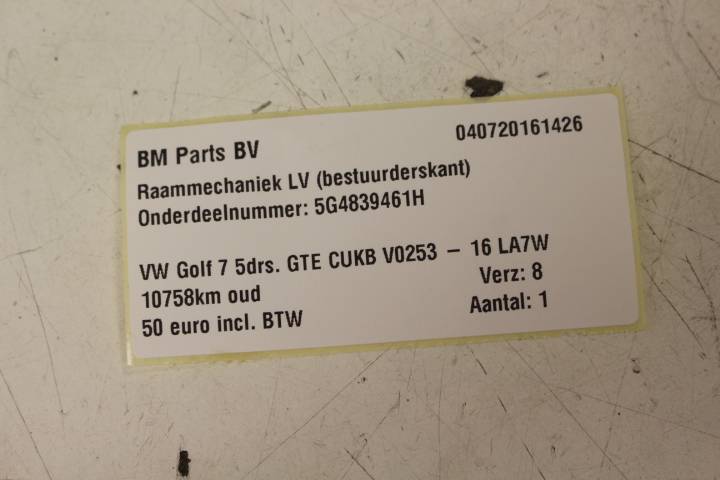 BM Parts BV 040720161426
Raammechaniek LV (bestuurderskant)
Onderdeelnummer: 5G4839461H
VW Golf 7 5drs. GTE CUKB V0253 – 16 LA7W
10758km oud Verz: 8
50 euro incl. BTW Aantal: 1